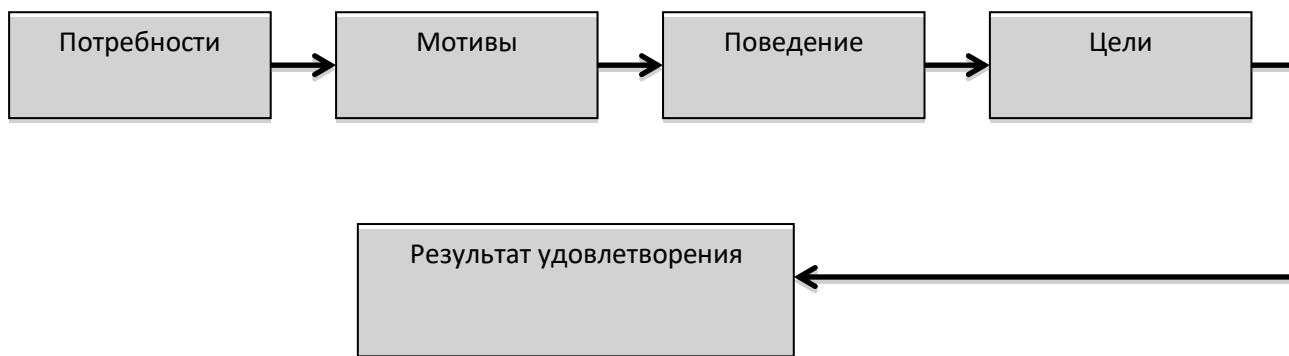 Потребности
Мотивы
Поведение
Цели
Результат удовлетворения